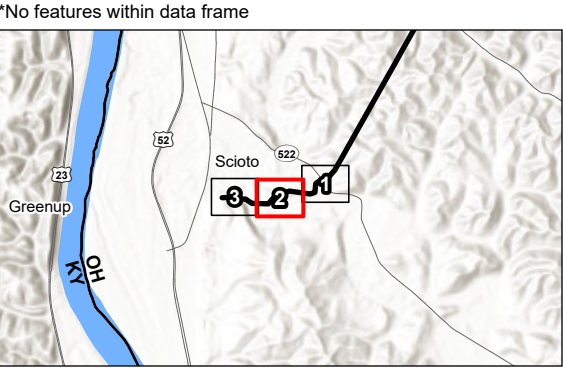 *No features within data frame
52
522
Scioto
23
1
3
2
Greenup
OH
KY